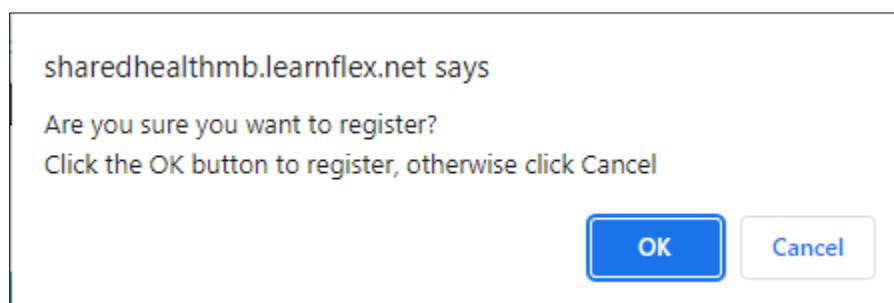 sharedhealthmb.learnflex.net says
Are you sure you want to register?
Click the OK button to register, otherwise click Cancel
OK
Cancel